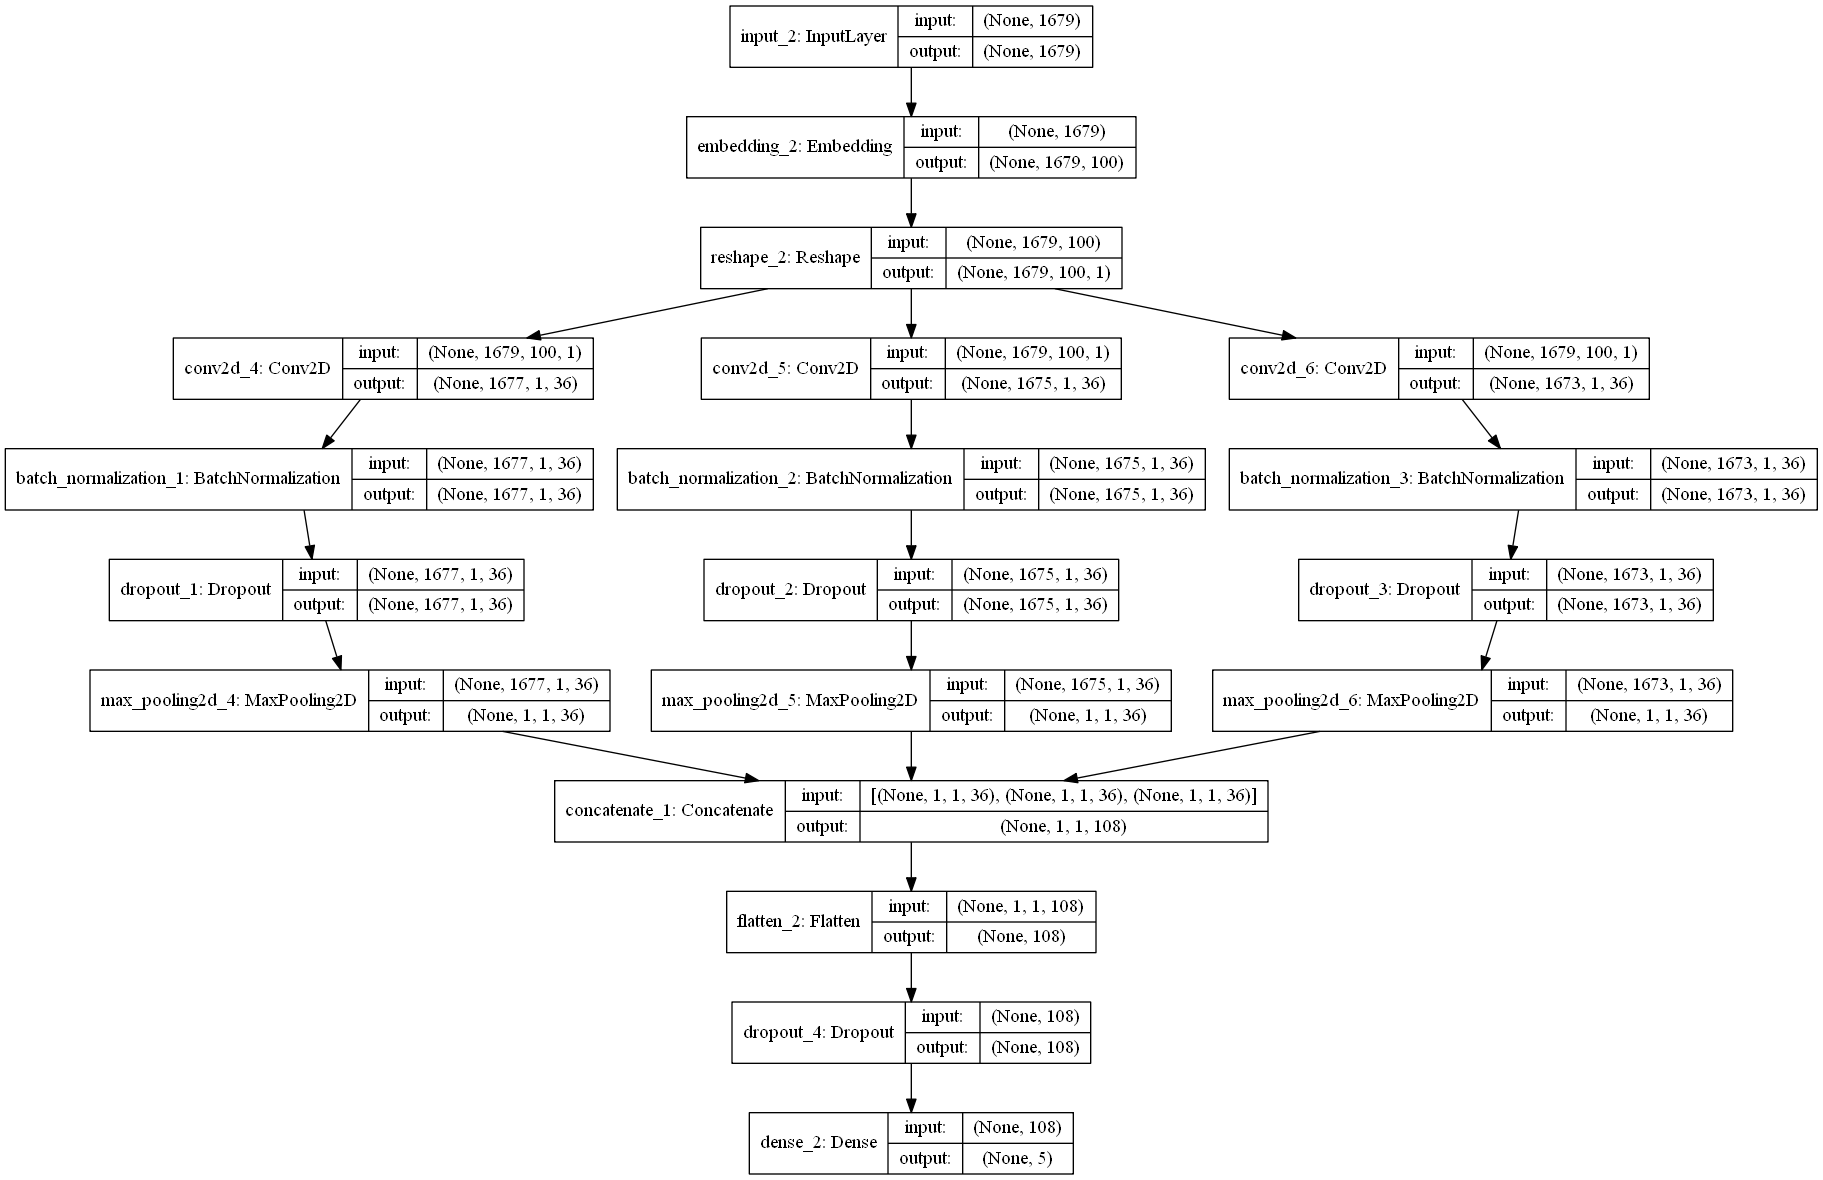 input_2: InputLayer
input: (None, 1679)
output: (None, 1679)
embedding_2: Embedding
input: (None, 1679)
output: (None, 1679, 100)
reshape_2: Reshape
input: (None, 1679, 100)
output: (None, 1679, 100, 1)
conv2d_4: Conv2D
input: (None, 1679, 100, 1)
output: (None, 1677, 1, 36)
conv2d_5: Conv2D
input: (None, 1679, 100, 1)
output: (None, 1675, 1, 36)
conv2d_6: Conv2D
input: (None, 1679, 100, 1)
output: (None, 1673, 1, 36)
batch_normalization_1: BatchNormalization
input: (None, 1677, 1, 36)
output: (None, 1677, 1, 36)
batch_normalization_2: BatchNormalization
input: (None, 1675, 1, 36)
output: (None, 1675, 1, 36)
batch_normalization_3: BatchNormalization
input: (None, 1673, 1, 36)
output: (None, 1673, 1, 36)
dropout_1: Dropout
input: (None, 1677, 1, 36)
output: (None, 1677, 1, 36)
dropout_2: Dropout
input: (None, 1675, 1, 36)
output: (None, 1675, 1, 36)
dropout_3: Dropout
input: (None, 1673, 1, 36)
output: (None, 1673, 1, 36)
max_pooling2d_4: MaxPooling2D
input: (None, 1677, 1, 36)
output: (None, 1, 1, 36)
max_pooling2d_5: MaxPooling2D
input: (None, 1675, 1, 36)
output: (None, 1, 1, 36)
max_pooling2d_6: MaxPooling2D
input: (None, 1673, 1, 36)
output: (None, 1, 1, 36)
concatenate_1: Concatenate
input: [(None, 1, 1, 36), (None, 1, 1, 36), (None, 1, 1, 36)]
output: (None, 1, 1, 108)
flatten_2: Flatten
input: (None, 1, 1, 108)
output: (None, 108)
dropout_4: Dropout
input: (None, 108)
output: (None, 108)
dense_2: Dense
input: (None, 108)
output: (None, 5)